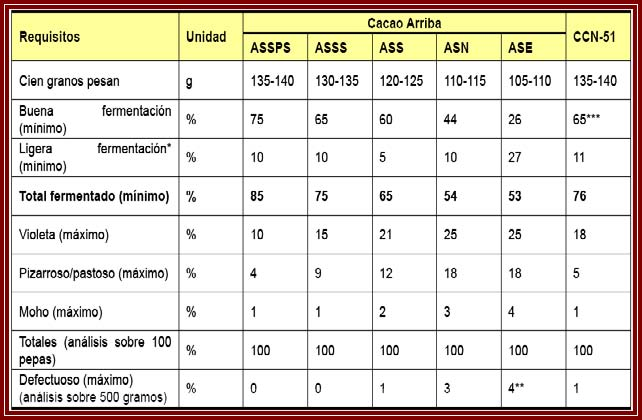 Requisitos Unidad Cacao Arriba CCN-51
ASSPS ASSS ASS ASN ASE
Cien granos pesan g 135-140 130-135 120-125 110-115 105-110 135-140
Buena fermentación
(mínimo) % 75 65 60 44 26 65***
Ligera fermentación*
(mínimo) % 10 10 5 10 27 11
Total fermentado (mínimo) % 85 75 65 54 53 76
Violeta (máximo) % 10 15 21 25 25 18
Pizarroso/pastoso (máximo) % 4 9 12 18 18 5
Moho (máximo) % 1 1 2 3 4 1
Totales (análisis sobre 100
pepas) % 100 100 100 100 100 100
Defectuoso (máximo)
(análisis sobre 500 gramos) % 0 0 1 3 4** 1